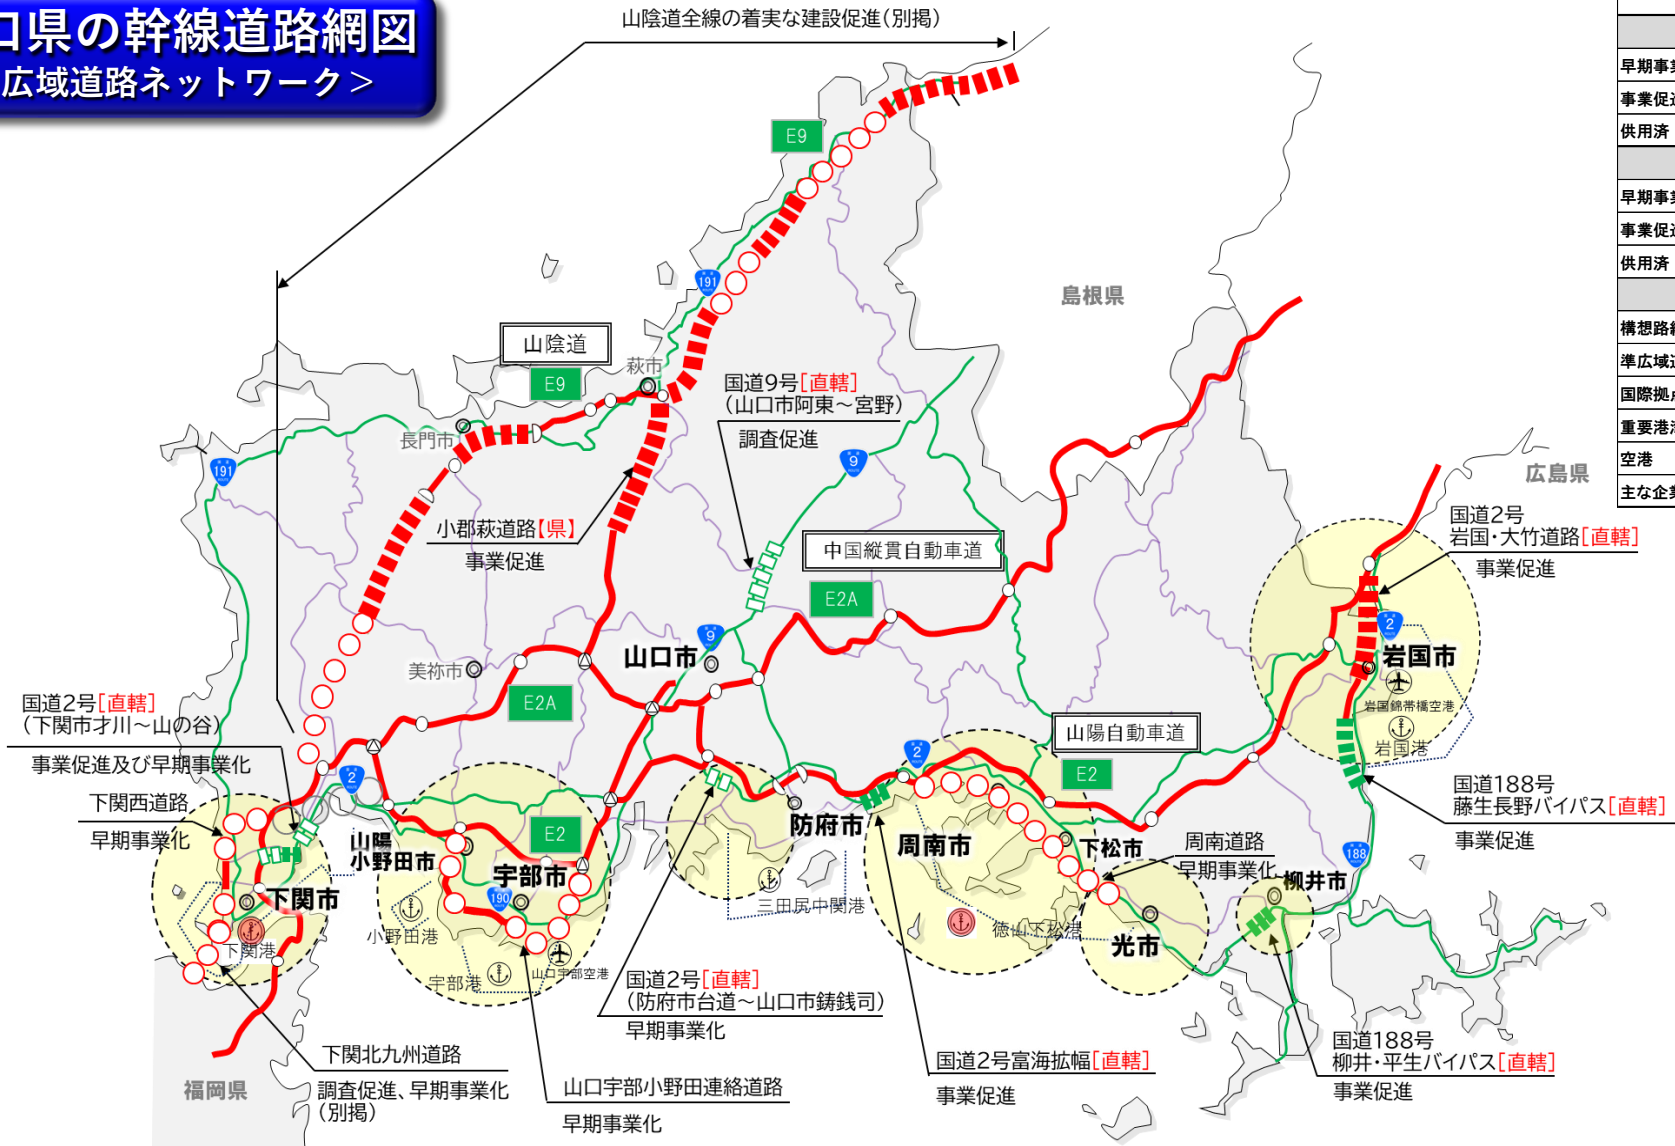 口県の幹線道路網図
広域道路ネットワーク＞
山陰道全線の着実な建設促進(別掲)
早期事業
事業促進
供用済
早期事業
事業促進
供用済
構想路線
準広域道
国際拠点
重要港湾
空港
主な企業
E9
191
島根県
山陰道
E9
萩市
長門市
191
国道9号[直轄]
(山口市阿東～宮野)
調査促進
9
広島県
小郡萩道路【県】
事業促進
中国縦貫自動車道
E2A
国道2号
岩国・大竹道路[直轄]
事業促進
2
岩国市
岩国錦帯橋空港
岩国港
9
山口市
美祢市
E2A
国道2号[直轄]
(下関市才川～山の谷)
事業促進及び早期事業化
下関西道路
早期事業化
2
山陽自動車道
E2
2
国道188号
藤生長野バイパス[直轄]
事業促進
188
山陽
小野田市
E2
宇部市
190
防府市
周南市
下松市
周南道路
早期事業化
柳井市
下関市
下関港
小野田港
宇部港
山口宇部空港
三田尻中関港
徳山下松港
光市
国道2号[直轄]
(防府市台道～山口市鋳銭司)
早期事業化
下関北九州道路
調査促進、早期事業化
(別掲)
福岡県
山口宇部小野田連絡道路
早期事業化
国道2号富海拡幅[直轄]
事業促進
国道188号
柳井・平生バイパス[直轄]
事業促進